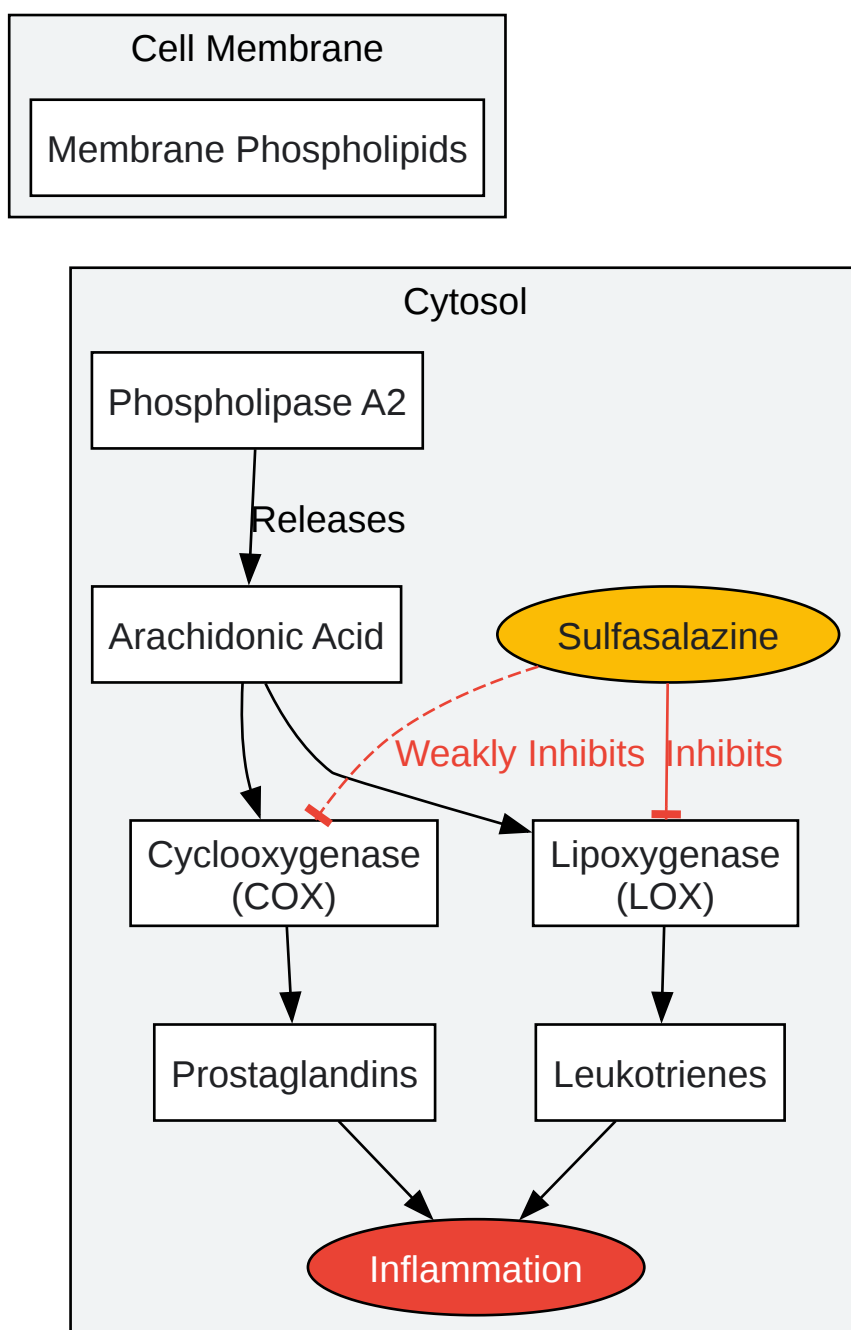 Cell Membrane
Membrane Phospholipids
Cytosol
Phospholipase A2
Releases
Arachidonic Acid
Sulfasalazine
Weakly Inhibits
Inhibits
Cyclooxygenase
(COX)
Lipoxygenase
(LOX)
Prostaglandins
Leukotrienes
Inflammation